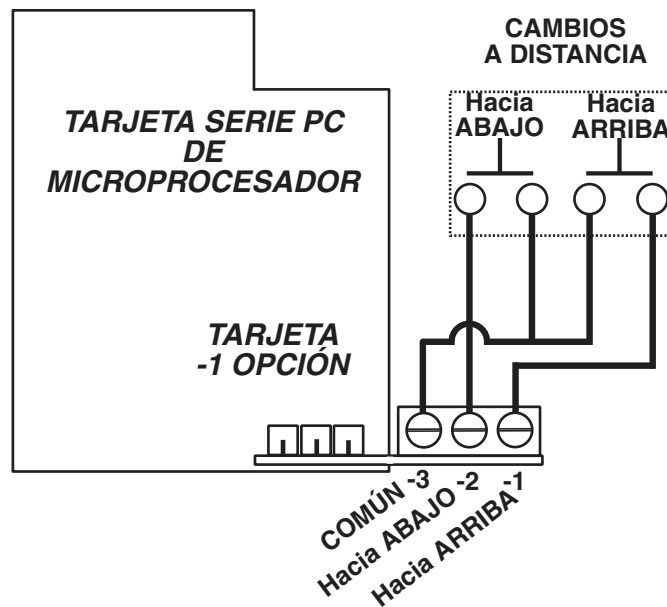 CAMBIOS
A DISTANCIA
Hacia
ABAJO
Hacia
ARRIBA
TARJETA SERIE PC
DE
MICROPROCESADOR
TARJETA
-1 OPCIÓN
COMÚN -3
Hacia ABAJO -2
Hacia ARRIBA -1